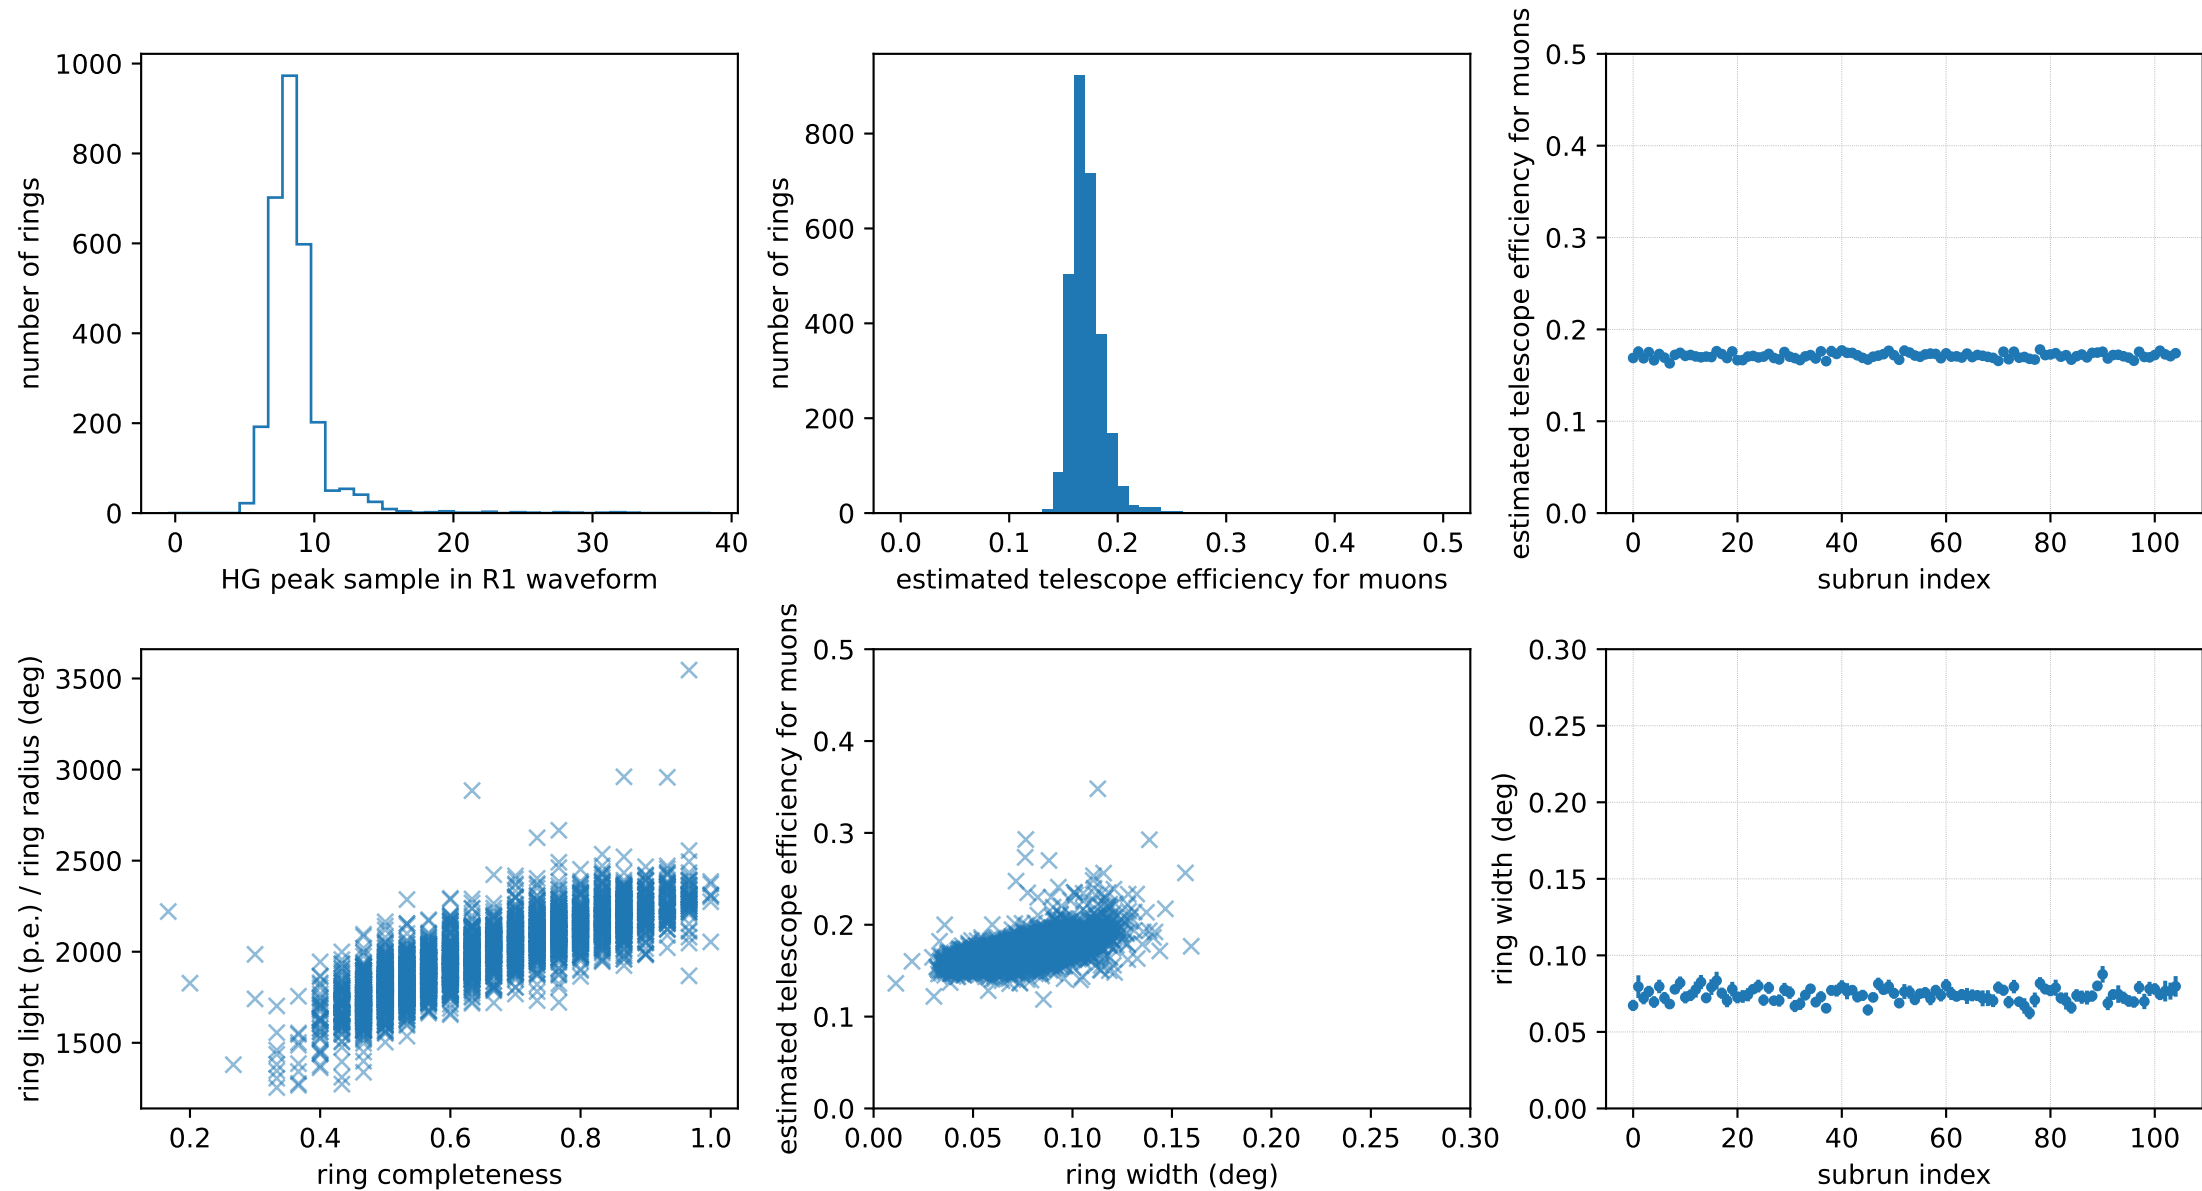 number of rings
1000
800
600
400
200
0
0 10 20 30 40
HG peak sample in R1 waveform
number of rings
800
600
400
200
0
0.0 0.1 0.2 0.3 0.4 0.5
estimated telescope efficiency for muons
estimated telescope efficiency for muons
0.5
0.4
0.3
0.2
0.1
0.0
0 20 40 60 80 100
subrun index
ring light (p.e.) / ring radius (deg)
3500
3000
2500
2000
1500
0.2 0.4 0.6 0.8 1.0
ring completeness
estimated telescope efficiency for muons
0.5
0.4
0.3
0.2
0.1
0.0
0.00 0.05 0.10 0.15 0.20 0.25 0.30
ring width (deg)
ring width (deg)
0.30
0.25
0.20
0.15
0.10
0.05
0.00
0 20 40 60 80 100
subrun index